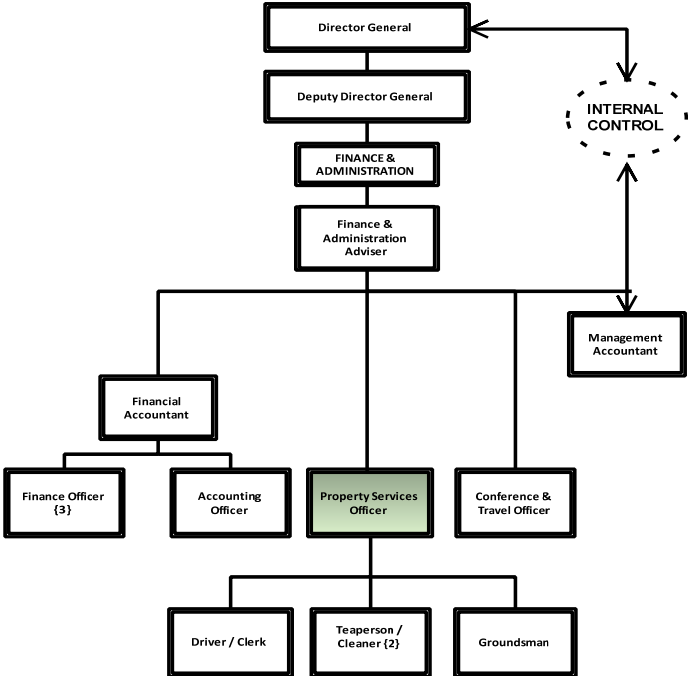 Director General
Deputy Director General
INTERNAL
CONTROL
FINANCE &
ADMINISTRATION
Finance &
Administration
Adviser
Management
Accountant
Financial
Accountant
Finance Officer
{3}
Accounting
Officer
Property Services
Officer
Conference &
Travel Officer
Driver / Clerk
Teaperson /
Cleaner {2}
Groundsman